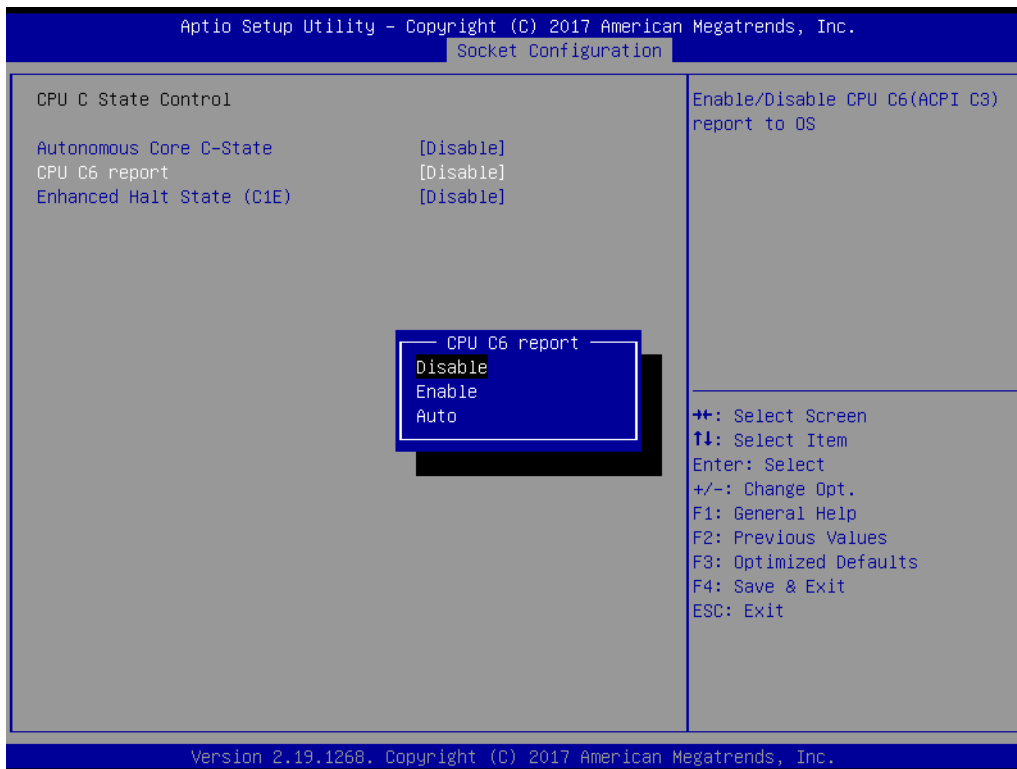 Aptio Setup Utility – Copyright (C) 2017 American Megatrends, Inc.
Socket Configuration
CPU C State Control
Autonomous Core C-State [Disable]
CPU C6 report [Disable]
Enhanced Halt State (C1E) [Disable]
CPU C6 report
Disable
Enable
Auto
Enable/Disable CPU C6(ACPI C3)
report to OS
→←: Select Screen
↑↓: Select Item
Enter: Select
+/-: Change Opt.
F1: General Help
F2: Previous Values
F3: Optimized Defaults
F4: Save & Exit
ESC: Exit
Version 2.19.1268. Copyright (C) 2017 American Megatrends, Inc.